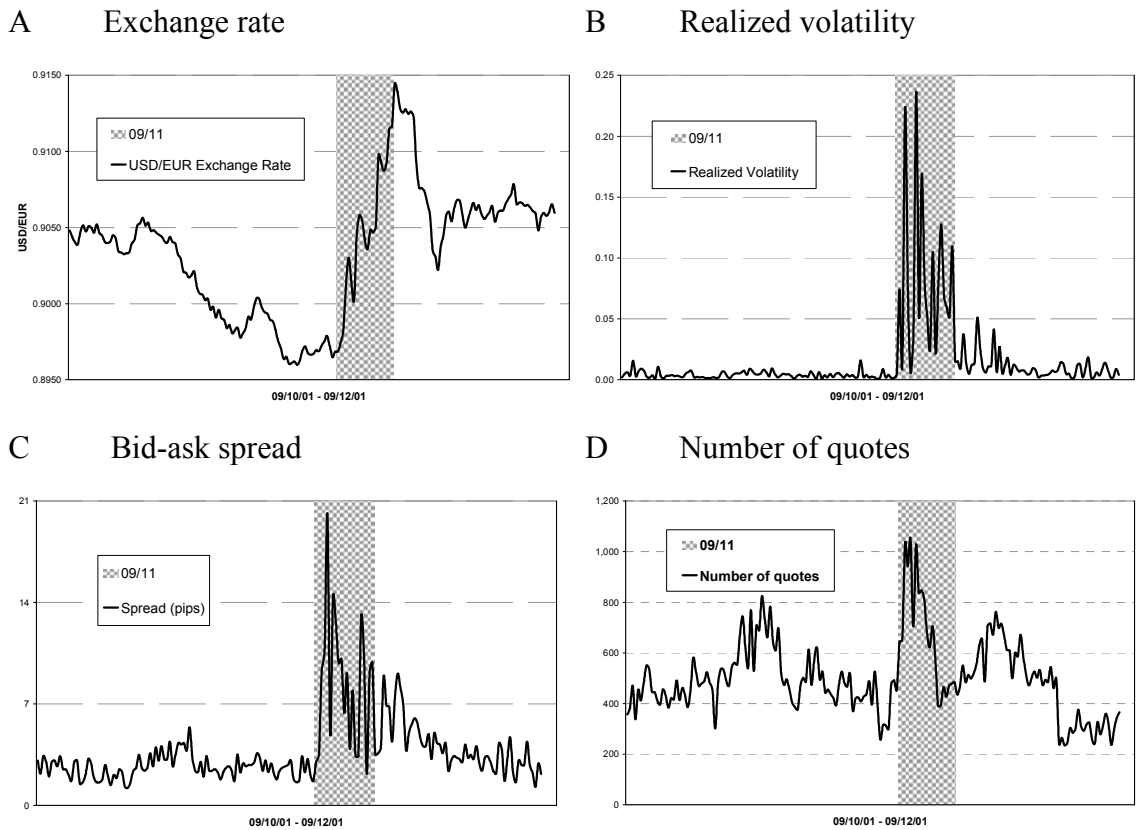 A Exchange rate
0.9150
0.9100
0.9050
0.9000
0.8950
USD/EUR
09/11
USD/EUR Exchange Rate
09/10/01 - 09/12/01
B Realized volatility
0.25
0.20
0.15
0.10
0.05
0.00
09/11
Realized Volatility
09/10/01 - 09/12/01
C Bid-ask spread
21
14
7
0
09/11
Spread (pips)
09/10/01 - 09/12/01
D Number of quotes
1,200
1,000
800
600
400
200
0
09/11
Number of quotes
09/10/01 - 09/12/01